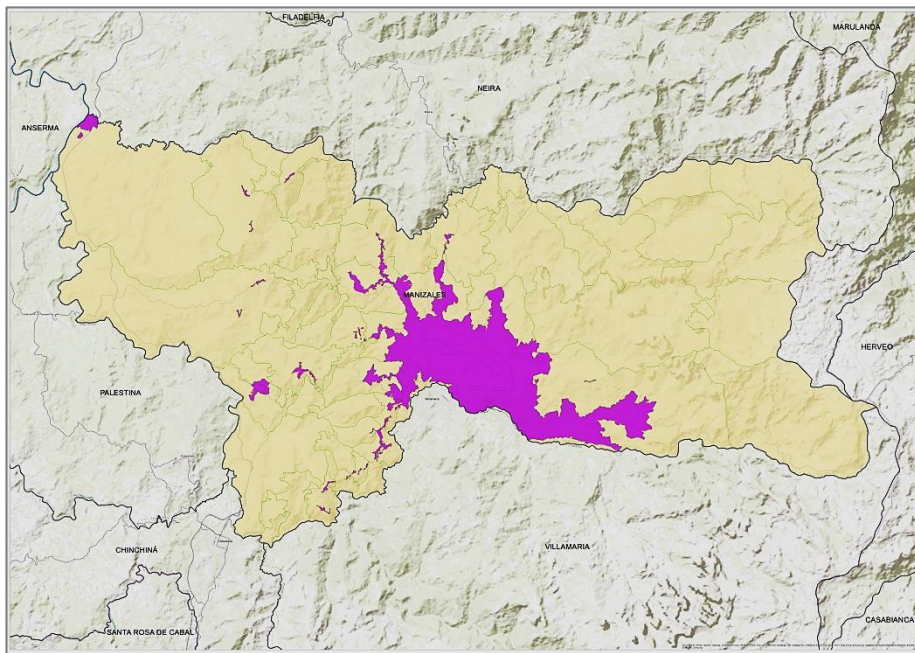 FILADELFIA
MARULANDA
NEIRA
ANSERMA
MANIZALES
HERVEO
PALESTINA
CHINCHINÁ
VILLAMARIA
CASABIANCA
SANTA ROSA DE CABAL